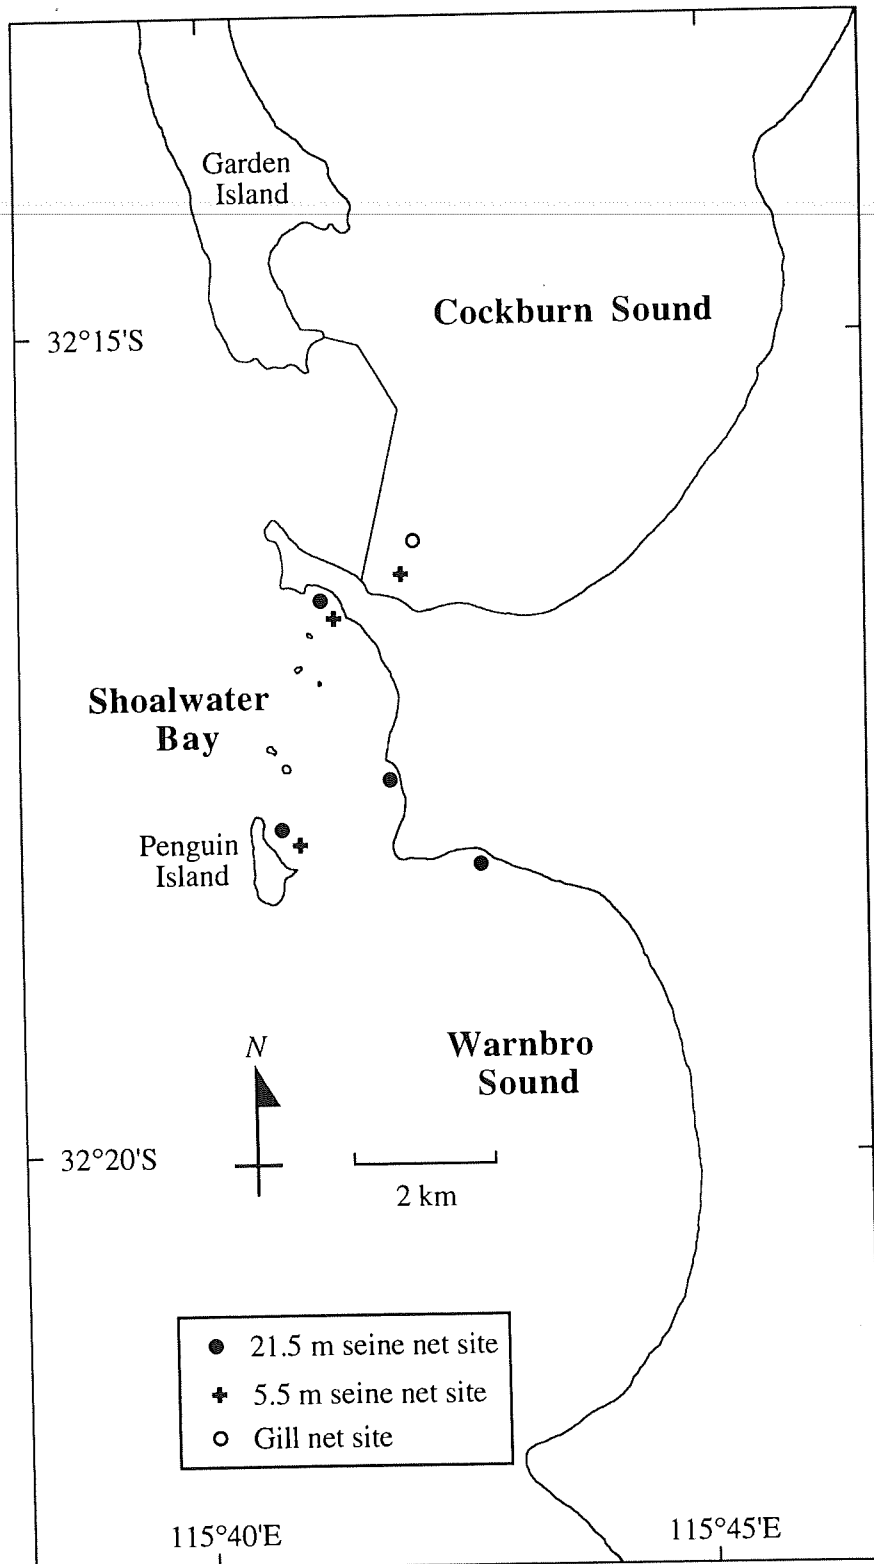 Garden
Island
Cockburn Sound
32°15'S
Shoalwater
Bay
Penguin
Island
N
Warnbro
Sound
32°20'S
2 km
21.5 m seine net site
5.5 m seine net site
Gill net site
115°40'E
115°45'E